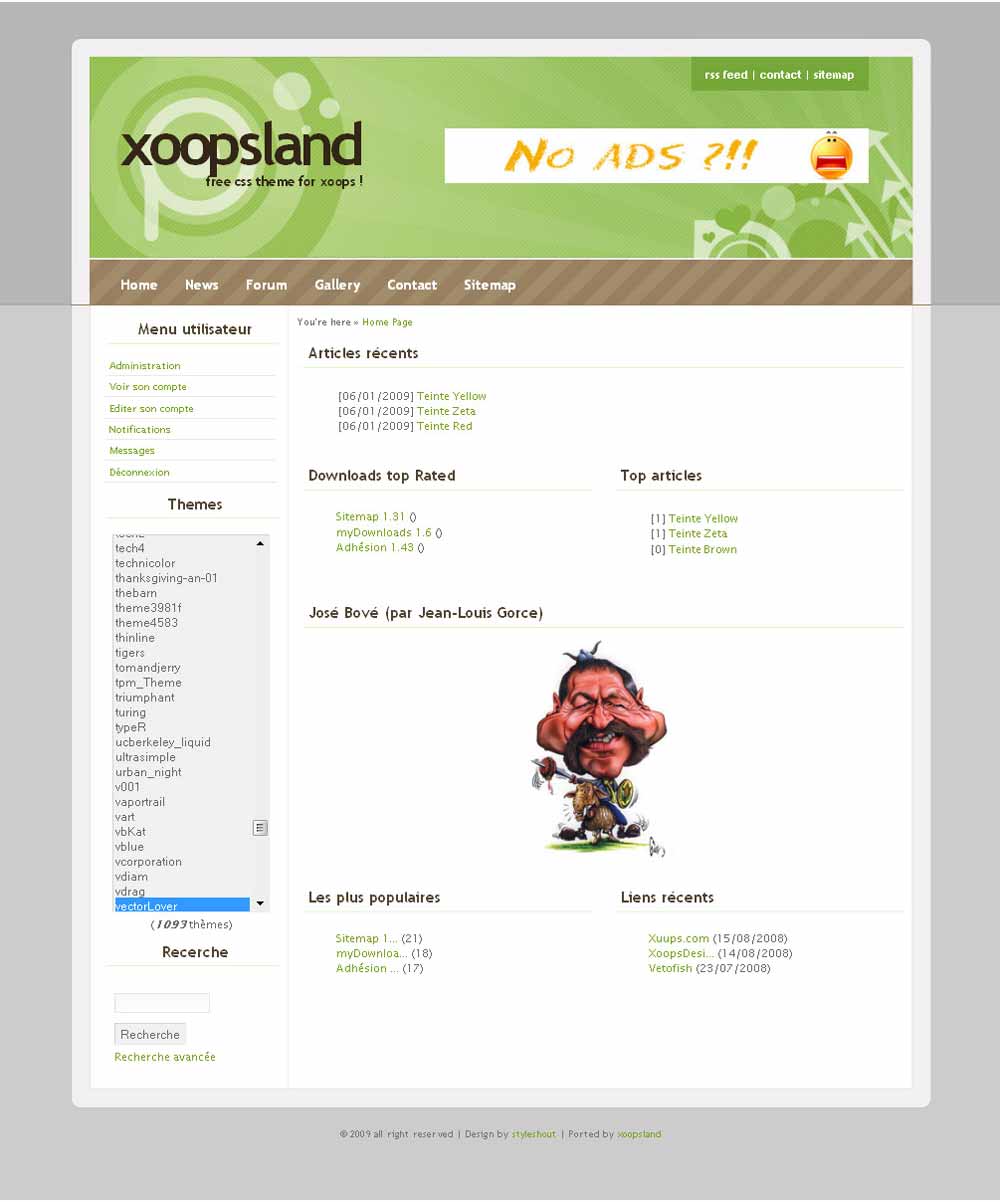 rss feed | contact | sitemap
xoopsland
free css theme for xoops !
No ADS ?!!
Home News Forum Gallery Contact Sitemap
Menu utilisateur
Administration
Voir son compte
Editer son compte
Notifications
Messages
Déconnexion
Themes
tech4
technicolor
thanksgiving-an-01
thebarn
theme3981f
theme4583
thinline
tigers
tomandjerry
tpm_Theme
triumphant
turing
typeR
ucberkeley_liquid
ultrasimple
urban_night
v001
vaportrail
vart
vbKat
vblue
vcorporation
vdiam
vdrag
vectorLover
(1093 thèmes)
Recerche
Recherche
Recherche avancée
You're here » Home Page
Articles récents
[06/01/2009] Teinte Yellow
[06/01/2009] Teinte Zeta
[06/01/2009] Teinte Red
Downloads top Rated
Sitemap 1.31 ()
myDownloads 1.6 ()
Adhésion 1.43 ()
Top articles
[1] Teinte Yellow
[1] Teinte Zeta
[0] Teinte Brown
José Bové (par Jean-Louis Gorce)
Les plus populaires
Sitemap 1... (21)
myDownloa... (18)
Adhésion ... (17)
Liens récents
Xuups.com (15/08/2008)
XoopsDesi... (14/08/2008)
Vetofish (23/07/2008)
© 2009 all right reserved | Design by styleshout | Ported by xoopsland